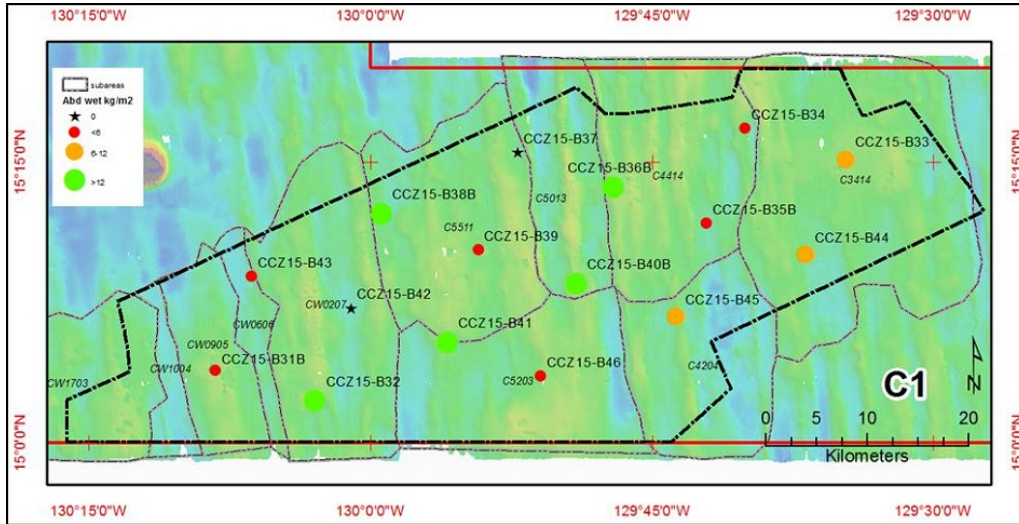 130°15'0"W 130°0'0"W 129°45'0"W 129°30'0"W
subareas
Abd wet kg/m2
0
<6
6-12
>12
15°15'0"N
15°15'0"N
CCZ15-B34
CCZ15-B37
CCZ15-B33
CCZ15-B36B
C4414
C3414
CCZ15-B38B
C5013
CCZ15-B35B
C5511
CCZ15-B39
CCZ15-B44
CCZ15-B43
CCZ15-B40B
CCZ15-B42
CW0207
CCZ15-B45
CW0606
CCZ15-B41
CW0905
CCZ15-B31B
CCZ15-B46
CW1004
C4204
CW1703
C5203
CCZ15-B32
C1
N
0 5 10 20
Kilometers
15°0'0"N
15°0'0"N
130°15'0"W 130°0'0"W 129°45'0"W 129°30'0"W